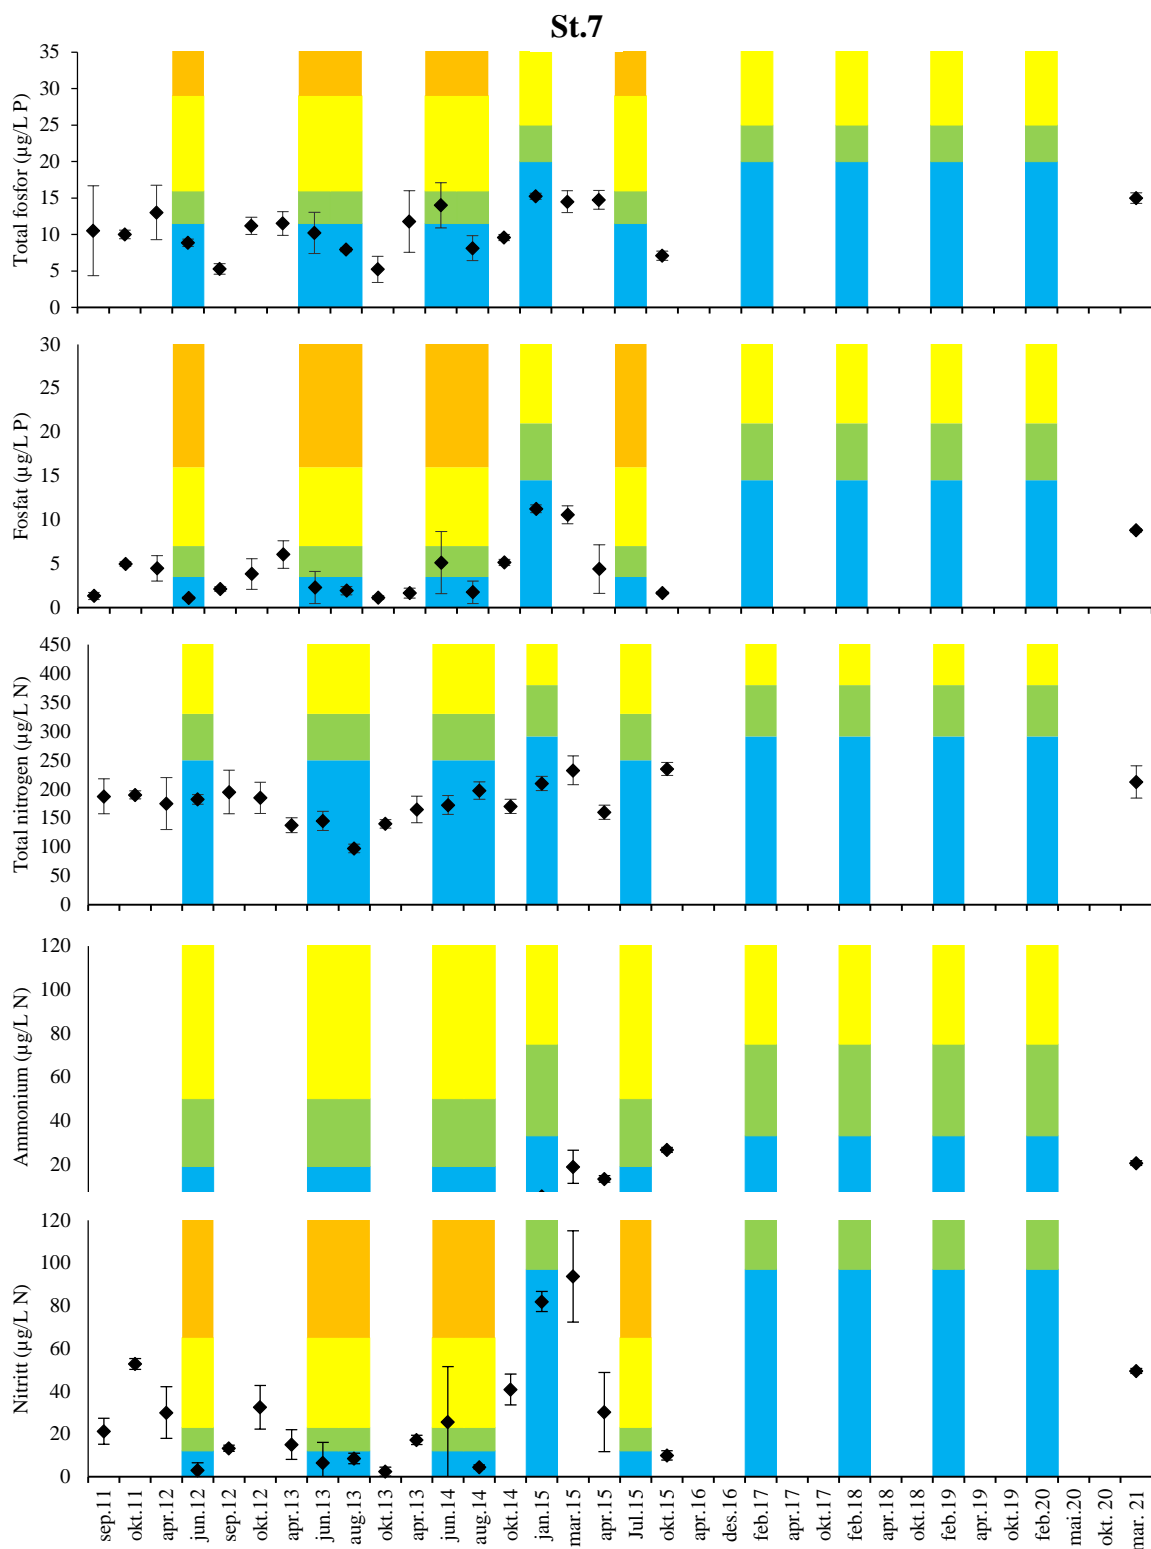 St.7
Total fosfor (µg/L P)
35
30
25
20
15
10
5
0
Fosfat (µg/L P)
30
25
20
15
10
5
0
Total nitrogen (µg/L N)
450
400
350
300
250
200
150
100
50
0
Ammonium (µg/L N)
120
100
80
60
40
20
Nitritt (µg/L N)
120
100
80
60
40
20
0
sep.11
okt.11
apr.12
jun.12
sep.12
okt.12
apr.13
jun.13
aug.13
okt.13
apr.13
jun.14
aug.14
okt.14
jan.15
mar.15
apr.15
Jul.15
okt.15
apr.16
des.16
feb.17
apr.17
okt.17
feb.18
apr.18
okt.18
feb.19
apr.19
okt.19
feb.20
mai.20
okt. 20
mar. 21